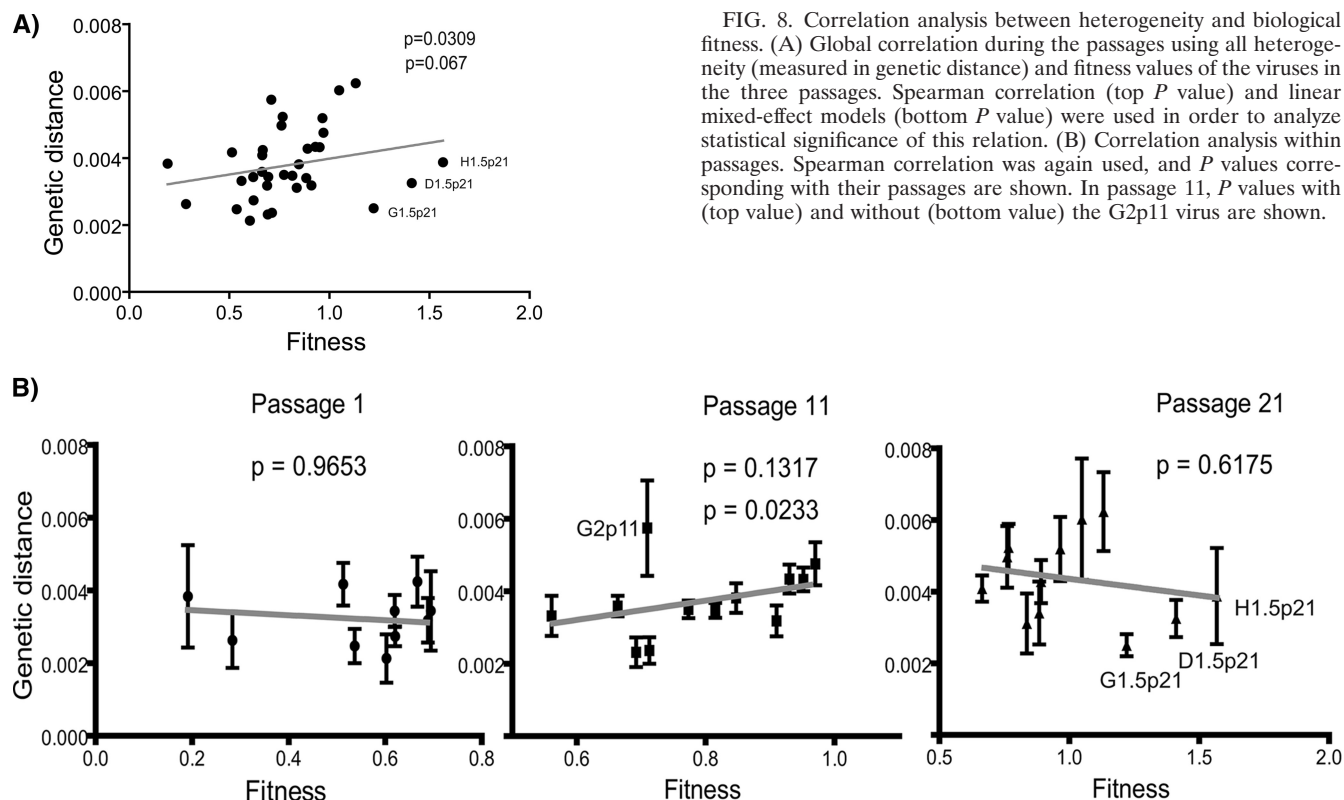 A)
0.008
0.006
0.004
0.002
0.000
Genetic distance
p=0.0309
p=0.067
H1.5p21
D1.5p21
G1.5p21
0.0 0.5 1.0 1.5 2.0
Fitness
FIG. 8. Correlation analysis between heterogeneity and biological
fitness. (A) Global correlation during the passages using all heteroge-
neity (measured in genetic distance) and fitness values of the viruses in
the three passages. Spearman correlation (top P value) and linear
mixed-effect models (bottom P value) were used in order to analyze
statistical significance of this relation. (B) Correlation analysis within
passages. Spearman correlation was again used, and P values corre-
sponding with their passages are shown. In passage 11, P values with
(top value) and without (bottom value) the G2p11 virus are shown.
B)
Passage 1
p = 0.9653
0.008
0.006
0.004
0.002
0.000
Genetic distance
0.0 0.2 0.4 0.6 0.8
Fitness
Passage 11
p = 0.1317
p = 0.0233
G2p11
0.008
0.006
0.004
0.002
0.6 0.8 1.0
Fitness
Passage 21
p = 0.6175
0.008
0.006
0.004
0.002
H1.5p21
D1.5p21
G1.5p21
0.5 1.0 1.5 2.0
Fitness